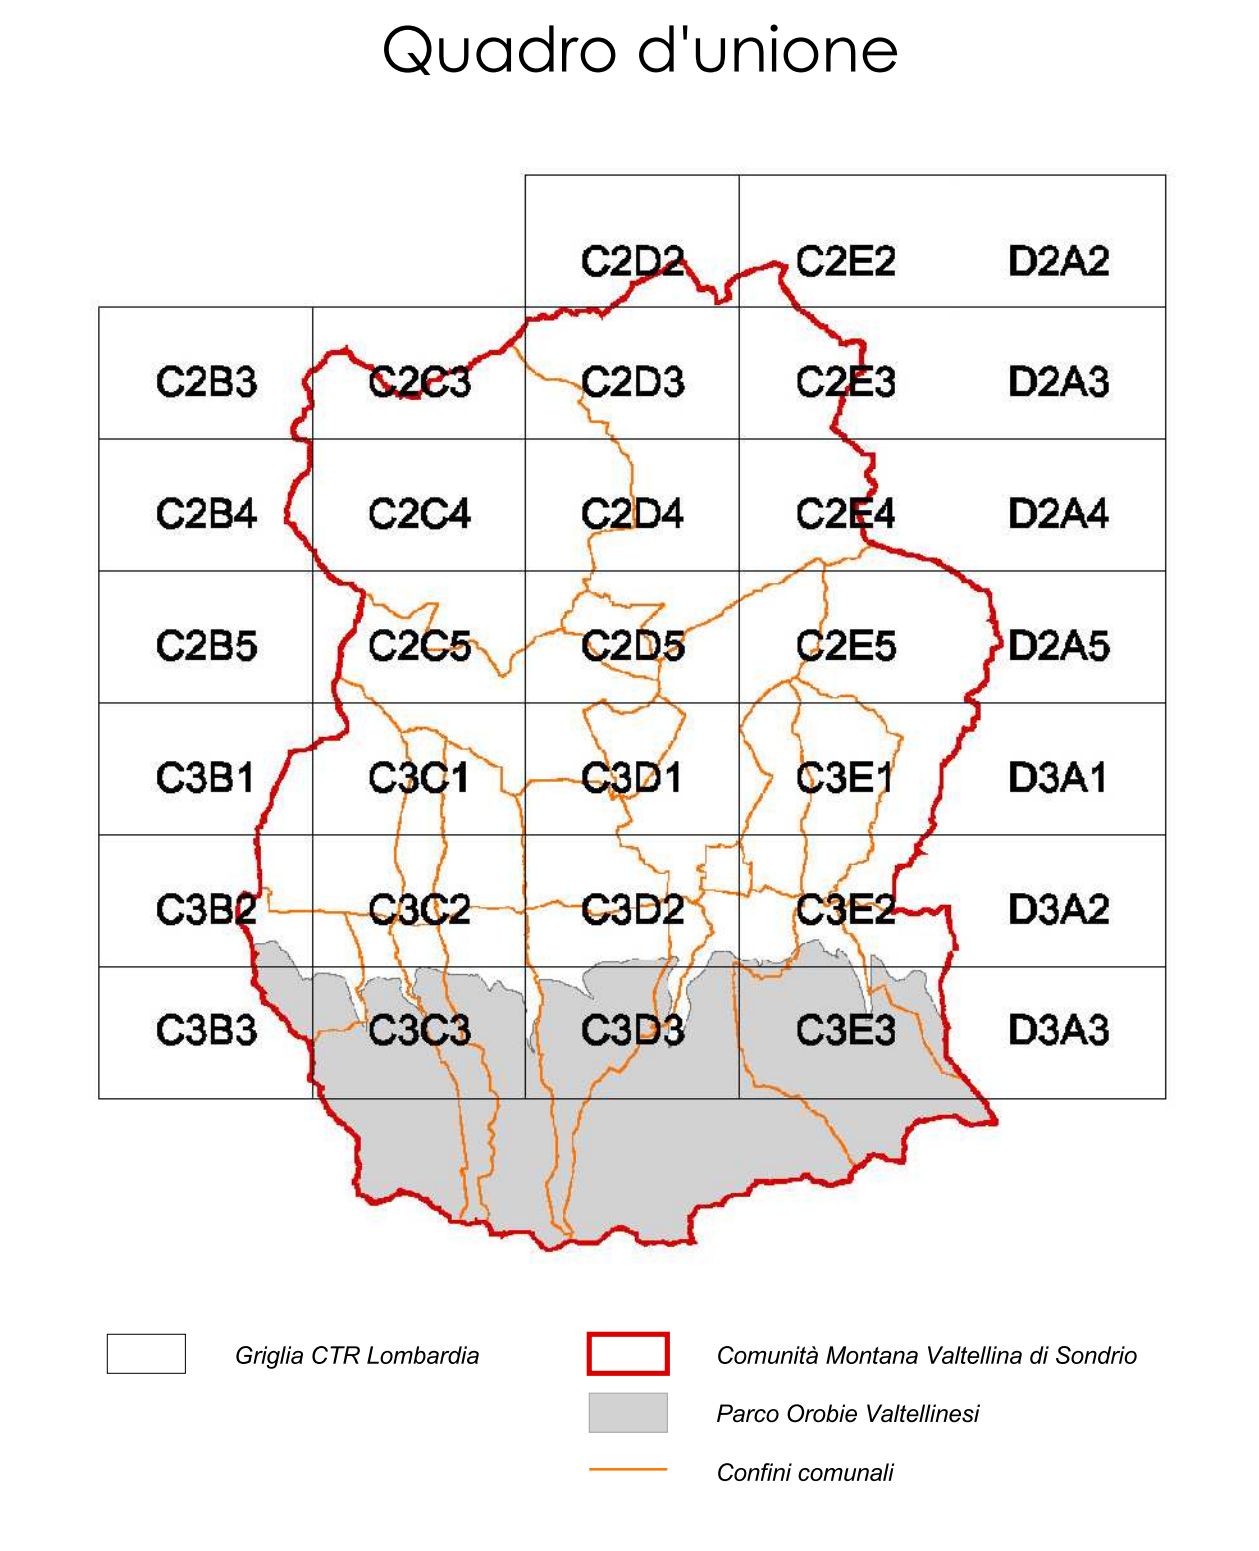 Quadro d'unione
C2D2 C2E2 D2A2
C2B3 C2C3 C2D3 C2E3 D2A3
C2B4 C2C4 C2D4 C2E4 D2A4
C2B5 C2C5 C2D5 C2E5 D2A5
C3B1 C3C1 C3D1 C3E1 D3A1
C3B2 C3C2 C3D2 C3E2 D3A2
C3B3 C3C3 C3D3 C3E3 D3A3
Griglia CTR Lombardia
Comunità Montana Valtellina di Sondrio
Parco Orobie Valtellinesi
Confini comunali